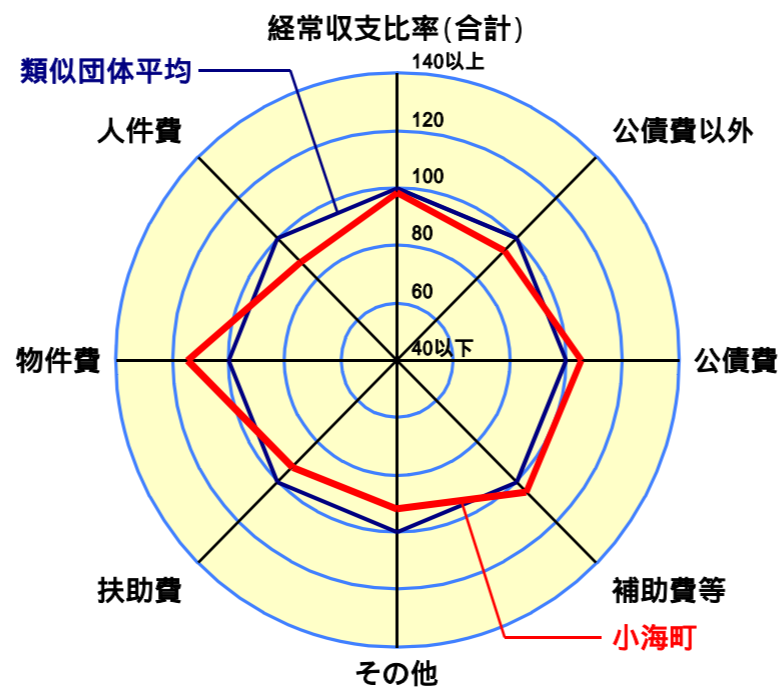 経常収支比率(合計)
140以上
類似団体平均
120
人件費
公債費以外
100
80
60
40以下
物件費
公債費
扶助費
補助費等
小海町
その他